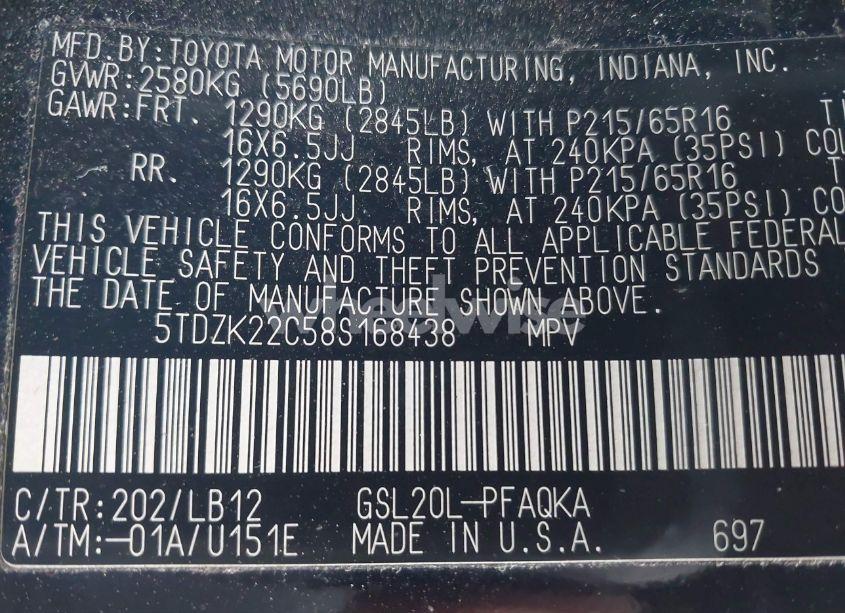 MFD.BY:TOYOTA MOTOR MANUFACTURING, INDIANA, INC.
GVWR:2580KG (5690LB)
GAWR:FRT. 1290KG (2845LB) WITH P215/65R16
16X6.5JJ RIMS, AT 240KPA (35PSI)
RR. 1290KG (2845LB) WITH P215/65R16
16X6.5JJ RIMS, AT 240KPA (35PSI)
THIS VEHICLE CONFORMS TO ALL APPLICABLE FEDERAL
VEHICLE SAFETY AND THEFT PREVENTION STANDARDS
THE DATE OF MANUFACTURE SHOWN ABOVE.
wheelwise
5TDZK22C58S168438 MPV
C/TR:202/LB12 GSL20L-PFAQKA
A/TM:-01A/U151E MADE IN U.S.A. 697